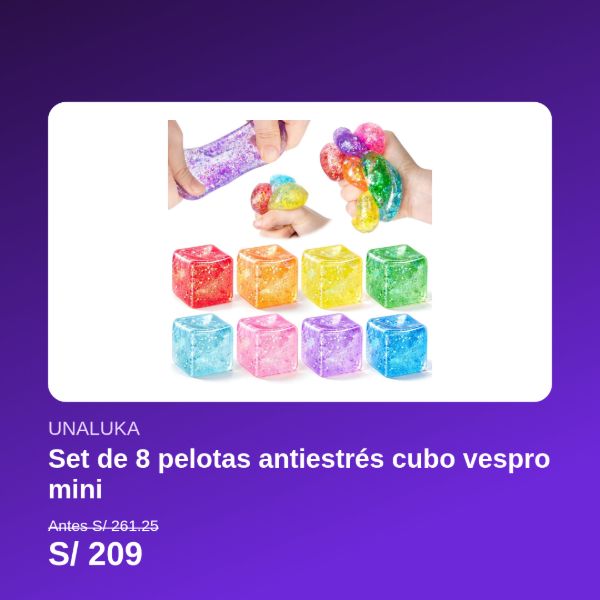 UNALUKA
Set de 8 pelotas antiestrés cubo vespro
mini
Antes S/ 261.25
S/ 209